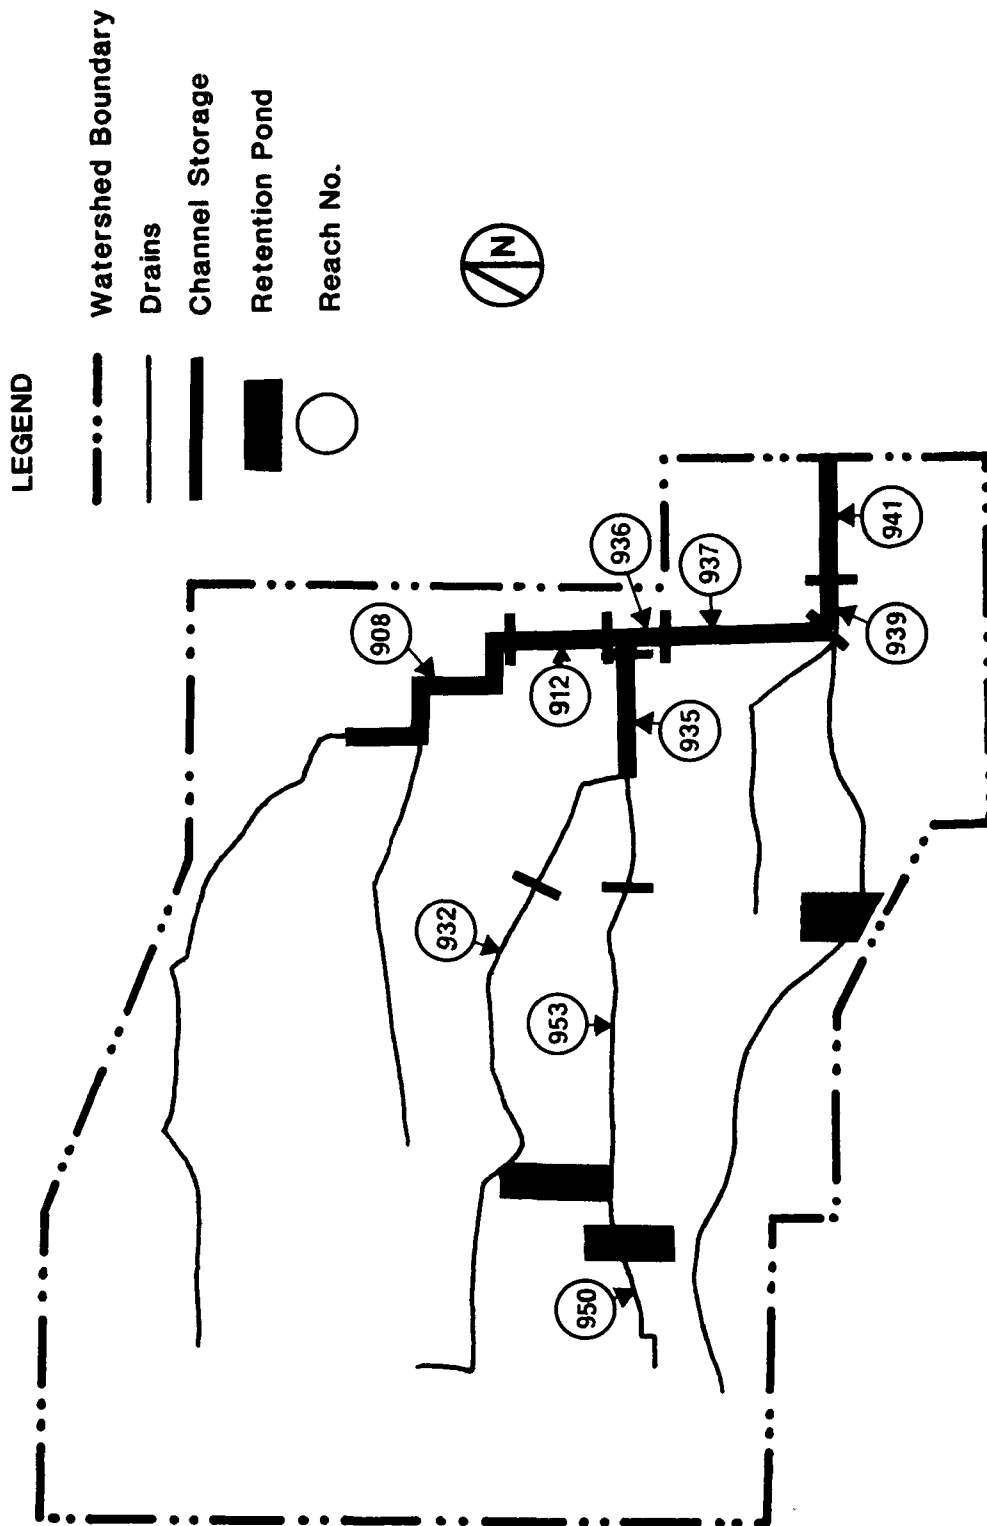 LEGEND
Watershed Boundary
Drains
Channel Storage
Retention Pond
Reach No.
N
908
912
936
937
935
941
939
932
953
950